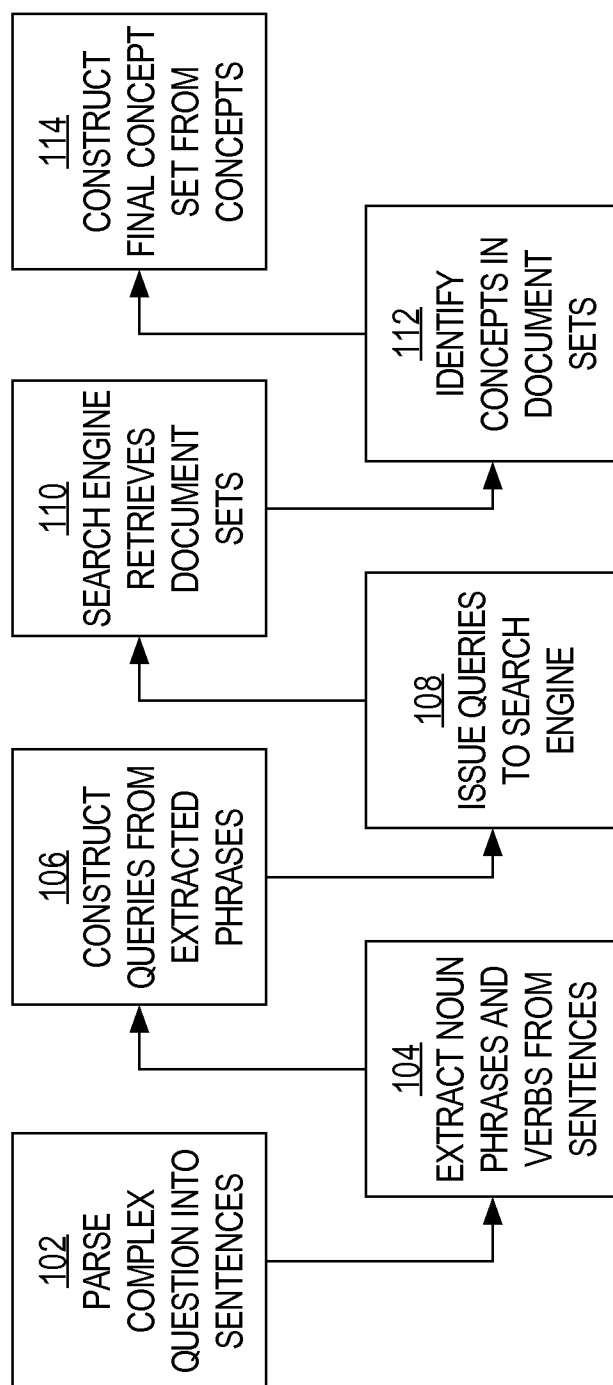 102
PARSE
COMPLEX
QUESTION INTO
SENTENCES
104
EXTRACT NOUN
PHRASES AND
VERBS FROM
SENTENCES
106
CONSTRUCT
QUERIES FROM
EXTRACTED
PHRASES
108
ISSUE QUERIES
TO SEARCH
ENGINE
110
SEARCH ENGINE
RETRIEVES
DOCUMENT
SETS
112
IDENTIFY
CONCEPTS IN
DOCUMENT
SETS
114
CONSTRUCT
FINAL CONCEPT
SET FROM
CONCEPTS